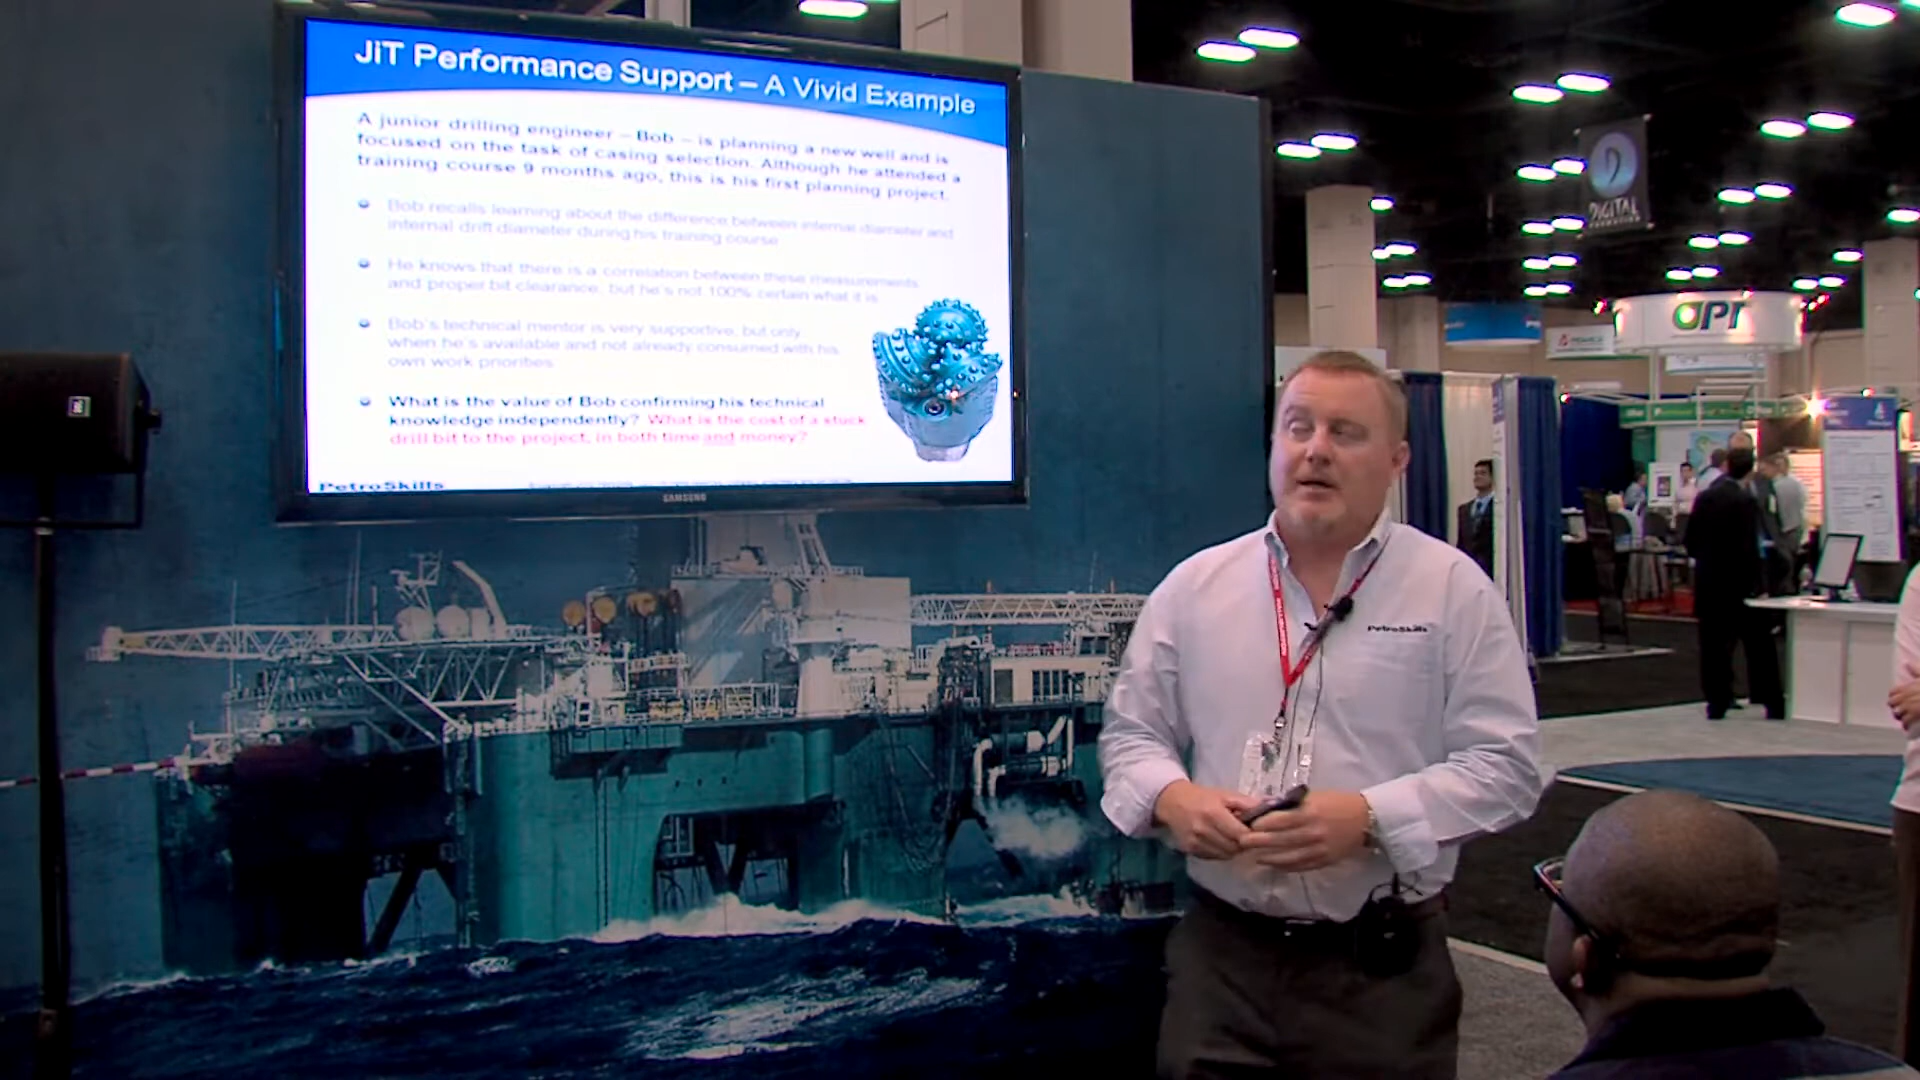 JiT Performance Support – A Vivid Example
A junior drilling engineer – Bob – is planning a new well and is
focused on the task of casing selection. Although he attended a
training course 9 months ago, this is his first planning project.
Bob recalls learning about the difference between internal diameter and
internal drift diameter during his training course
He knows that there is a correlation between these measurements
and proper bit clearance, but he's not 100% certain what it is
Bob's technical mentor is very supportive, but only
when he's available and not already consumed with his
own work priorities
What is the value of Bob confirming his technical
knowledge independently? What is the cost of a stuck
drill bit to the project, in both time and money?
PetroSkills
SAMSUNG
PetroSkills
DIGITAL